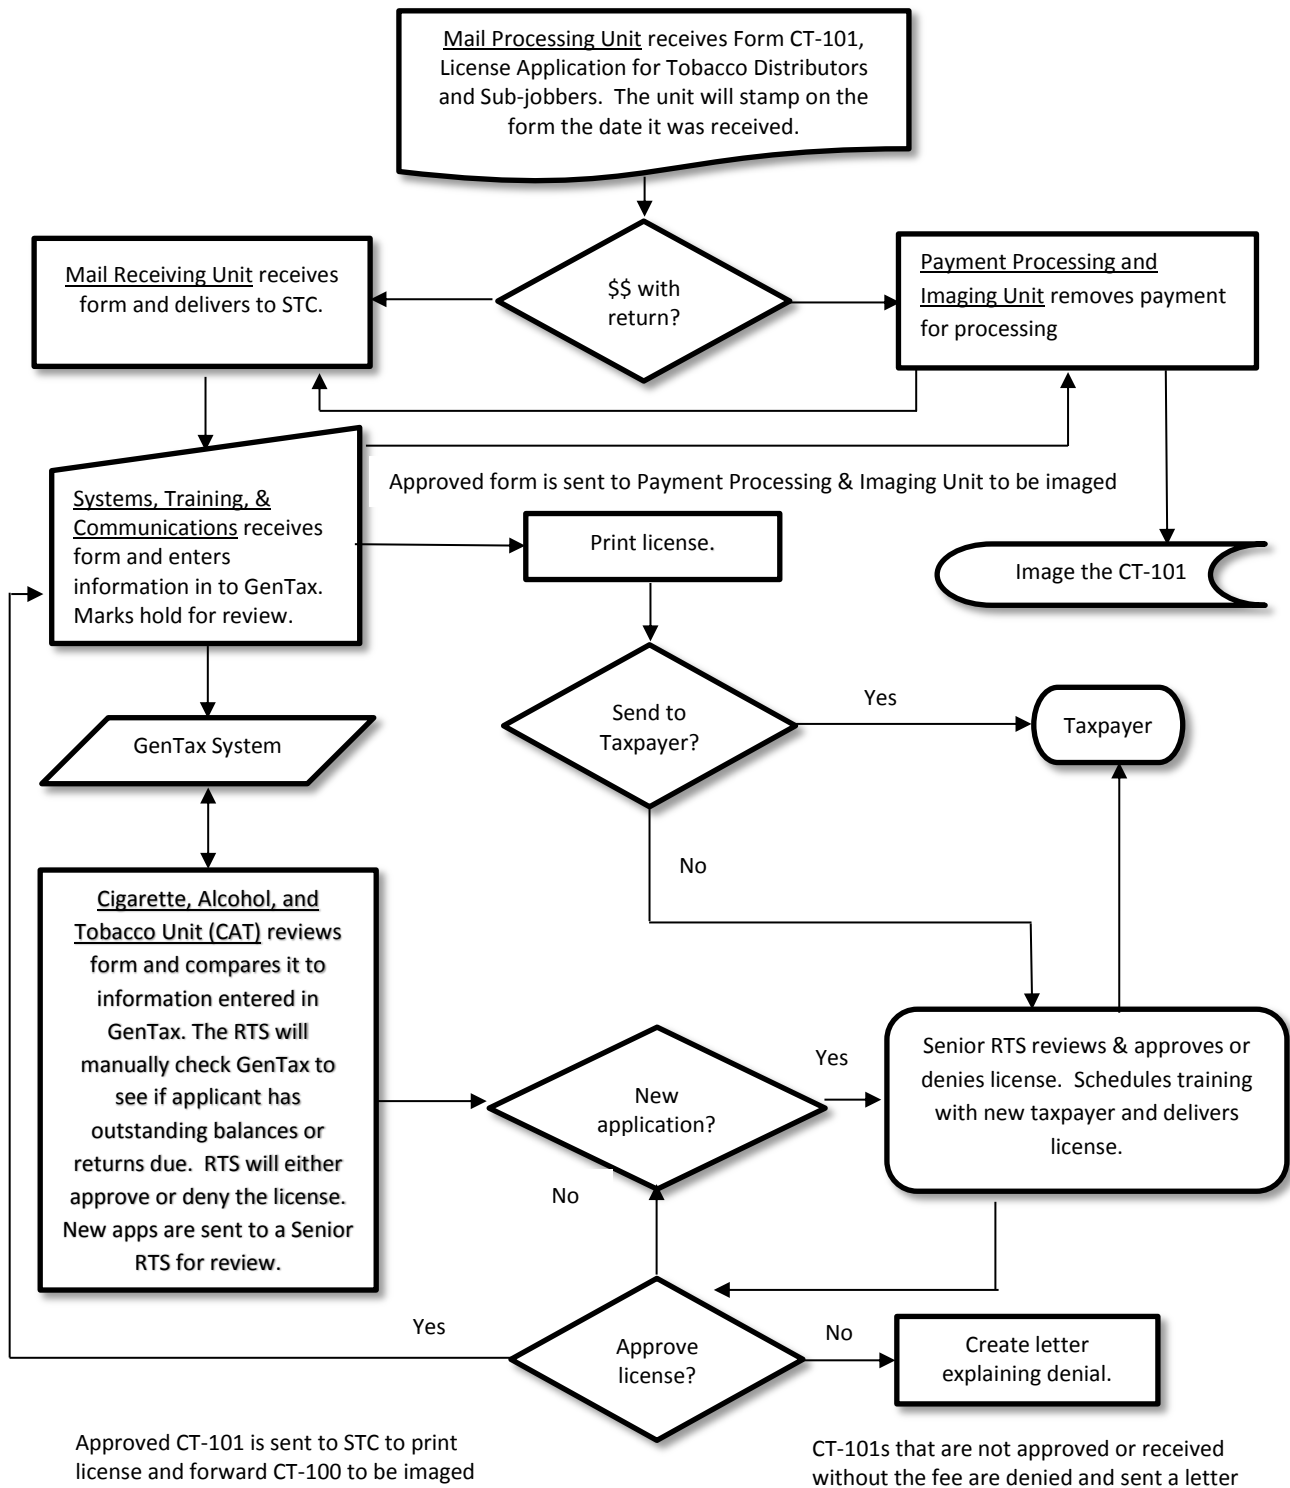 Mail Processing Unit receives Form CT-101,
License Application for Tobacco Distributors
and Sub-jobbers.  The unit will stamp on the
form the date it was received.
$$ with
return?
Mail Receiving Unit receives
form and delivers to STC.
Payment Processing and
Imaging Unit removes payment
for processing
Approved form is sent to Payment Processing & Imaging Unit to be imaged
Systems, Training, &
Communications receives
form and enters
information in to GenTax.
Marks hold for review.
Print license.
Image the CT-101
Send to
Taxpayer?
Yes
Taxpayer
No
GenTax System
Cigarette, Alcohol, and
Tobacco Unit (CAT) reviews
form and compares it to
information entered in
GenTax. The RTS will
manually check GenTax to
see if applicant has
outstanding balances or
returns due.  RTS will either
approve or deny the license.
New apps are sent to a Senior
RTS for review.
New
application?
Yes
Senior RTS reviews & approves or
denies license.  Schedules training
with new taxpayer and delivers
license.
No
Approve
license?
Yes
No
Create letter
explaining denial.
Approved CT-101 is sent to STC to print
license and forward CT-100 to be imaged
CT-101s that are not approved or received
without the fee are denied and sent a letter